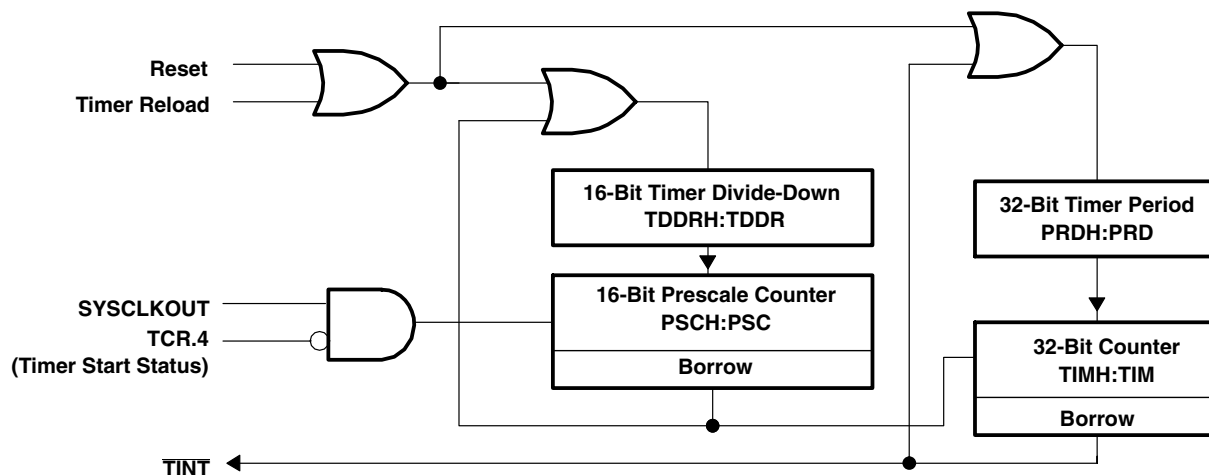 Reset
Timer Reload
16-Bit Timer Divide-Down
TDDRH:TDDR
32-Bit Timer Period
PRDH:PRD
SYSCLKOUT
TCR.4
(Timer Start Status)
16-Bit Prescale Counter
PSCH:PSC
Borrow
32-Bit Counter
TIMH:TIM
Borrow
TINT